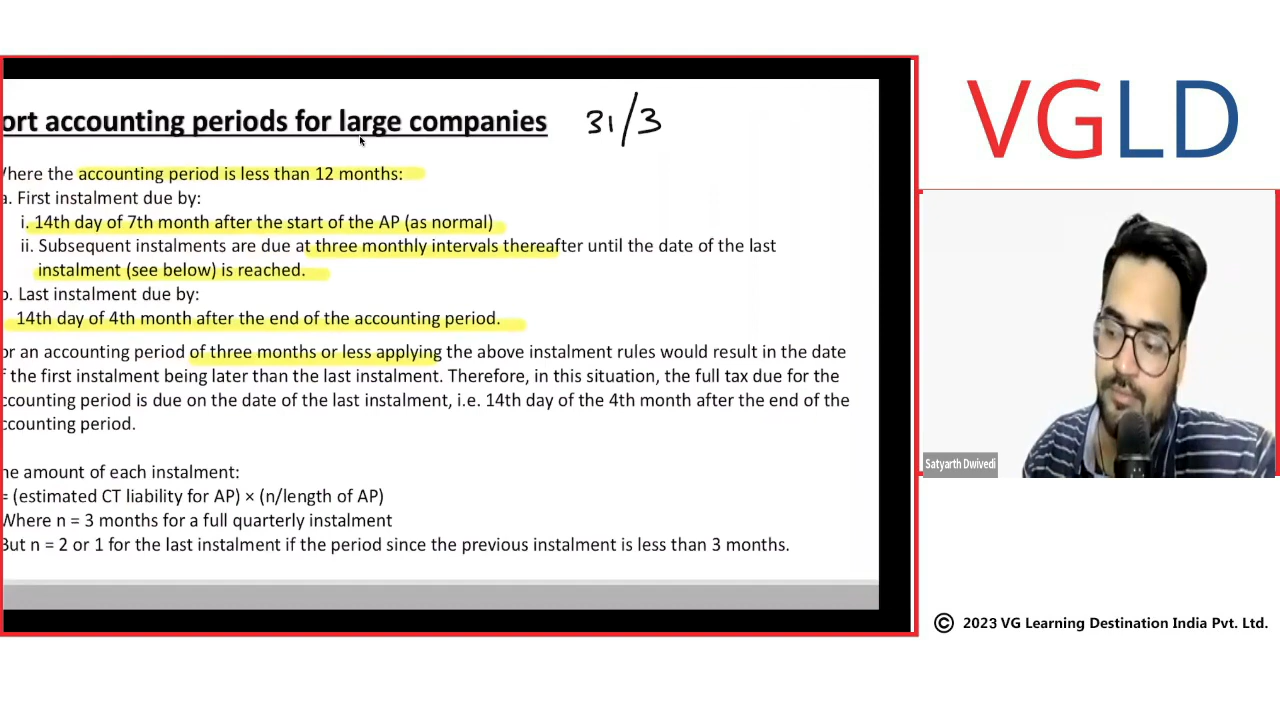 ort accounting periods for large companies 31/3
Where the accounting period is less than 12 months:
a. First instalment due by:
i. 14th day of 7th month after the start of the AP (as normal)
ii. Subsequent instalments are due at three monthly intervals thereafter until the date of the last
instalment (see below) is reached.
b. Last instalment due by:
14th day of 4th month after the end of the accounting period.
or an accounting period of three months or less applying the above instalment rules would result in the date
f the first instalment being later than the last instalment. Therefore, in this situation, the full tax due for the
ccounting period is due on the date of the last instalment, i.e. 14th day of the 4th month after the end of the
ccounting period.
he amount of each instalment:
= (estimated CT liability for AP) × (n/length of AP)
Where n = 3 months for a full quarterly instalment
But n = 2 or 1 for the last instalment if the period since the previous instalment is less than 3 months.
VGLD
Satyarth Dwivedi
© 2023 VG Learning Destination India Pvt. Ltd.